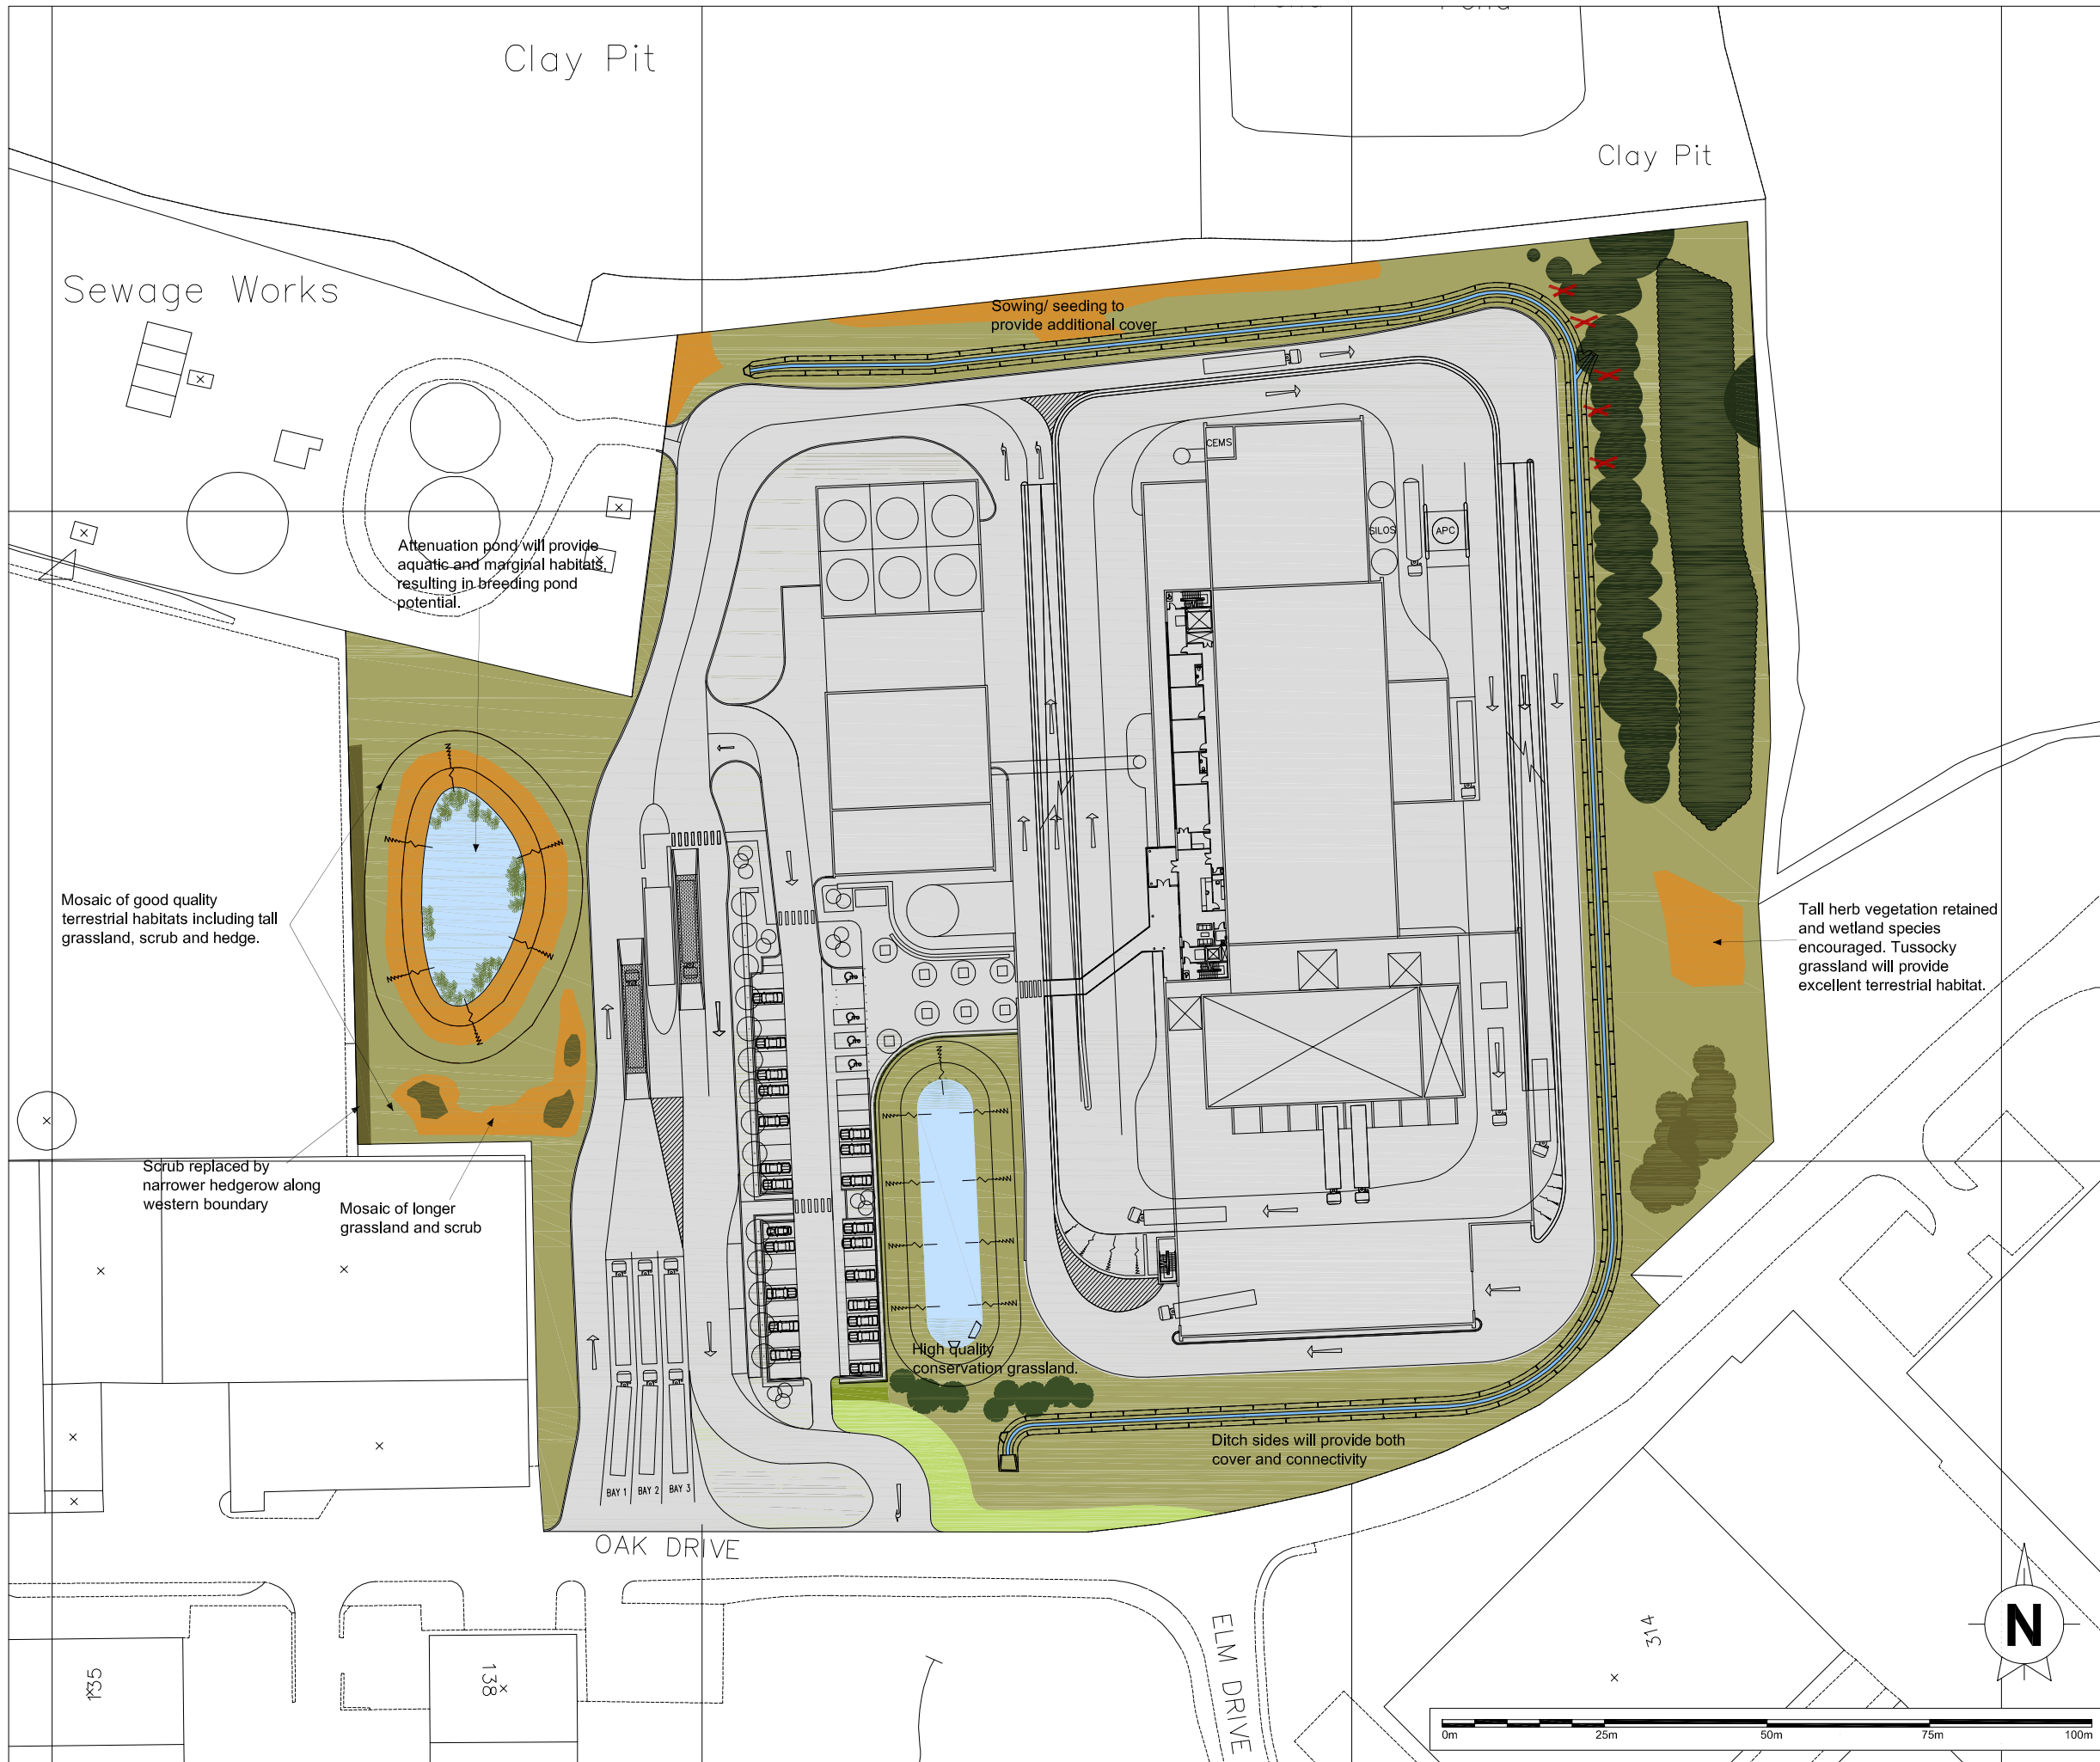 Pond
Pond
Clay Pit
Clay Pit
Sewage Works
Sowing/ seeding to
provide additional cover
CEMS
SILOS
APC
Attenuation pond will provide
aquatic and marginal habitats,
resulting in breeding pond
potential.
Mosaic of good quality
terrestrial habitats including tall
grassland, scrub and hedge.
Tall herb vegetation retained
and wetland species
encouraged. Tussocky
grassland will provide
excellent terrestrial habitat.
Scrub replaced by
narrower hedgerow along
western boundary
Mosaic of longer
grassland and scrub
High quality
conservation grassland.
Ditch sides will provide both
cover and connectivity
BAY 1
BAY 2
BAY 3
OAK DRIVE
ELM DRIVE
135
138
314
N
0m
25m
50m
75m
100m